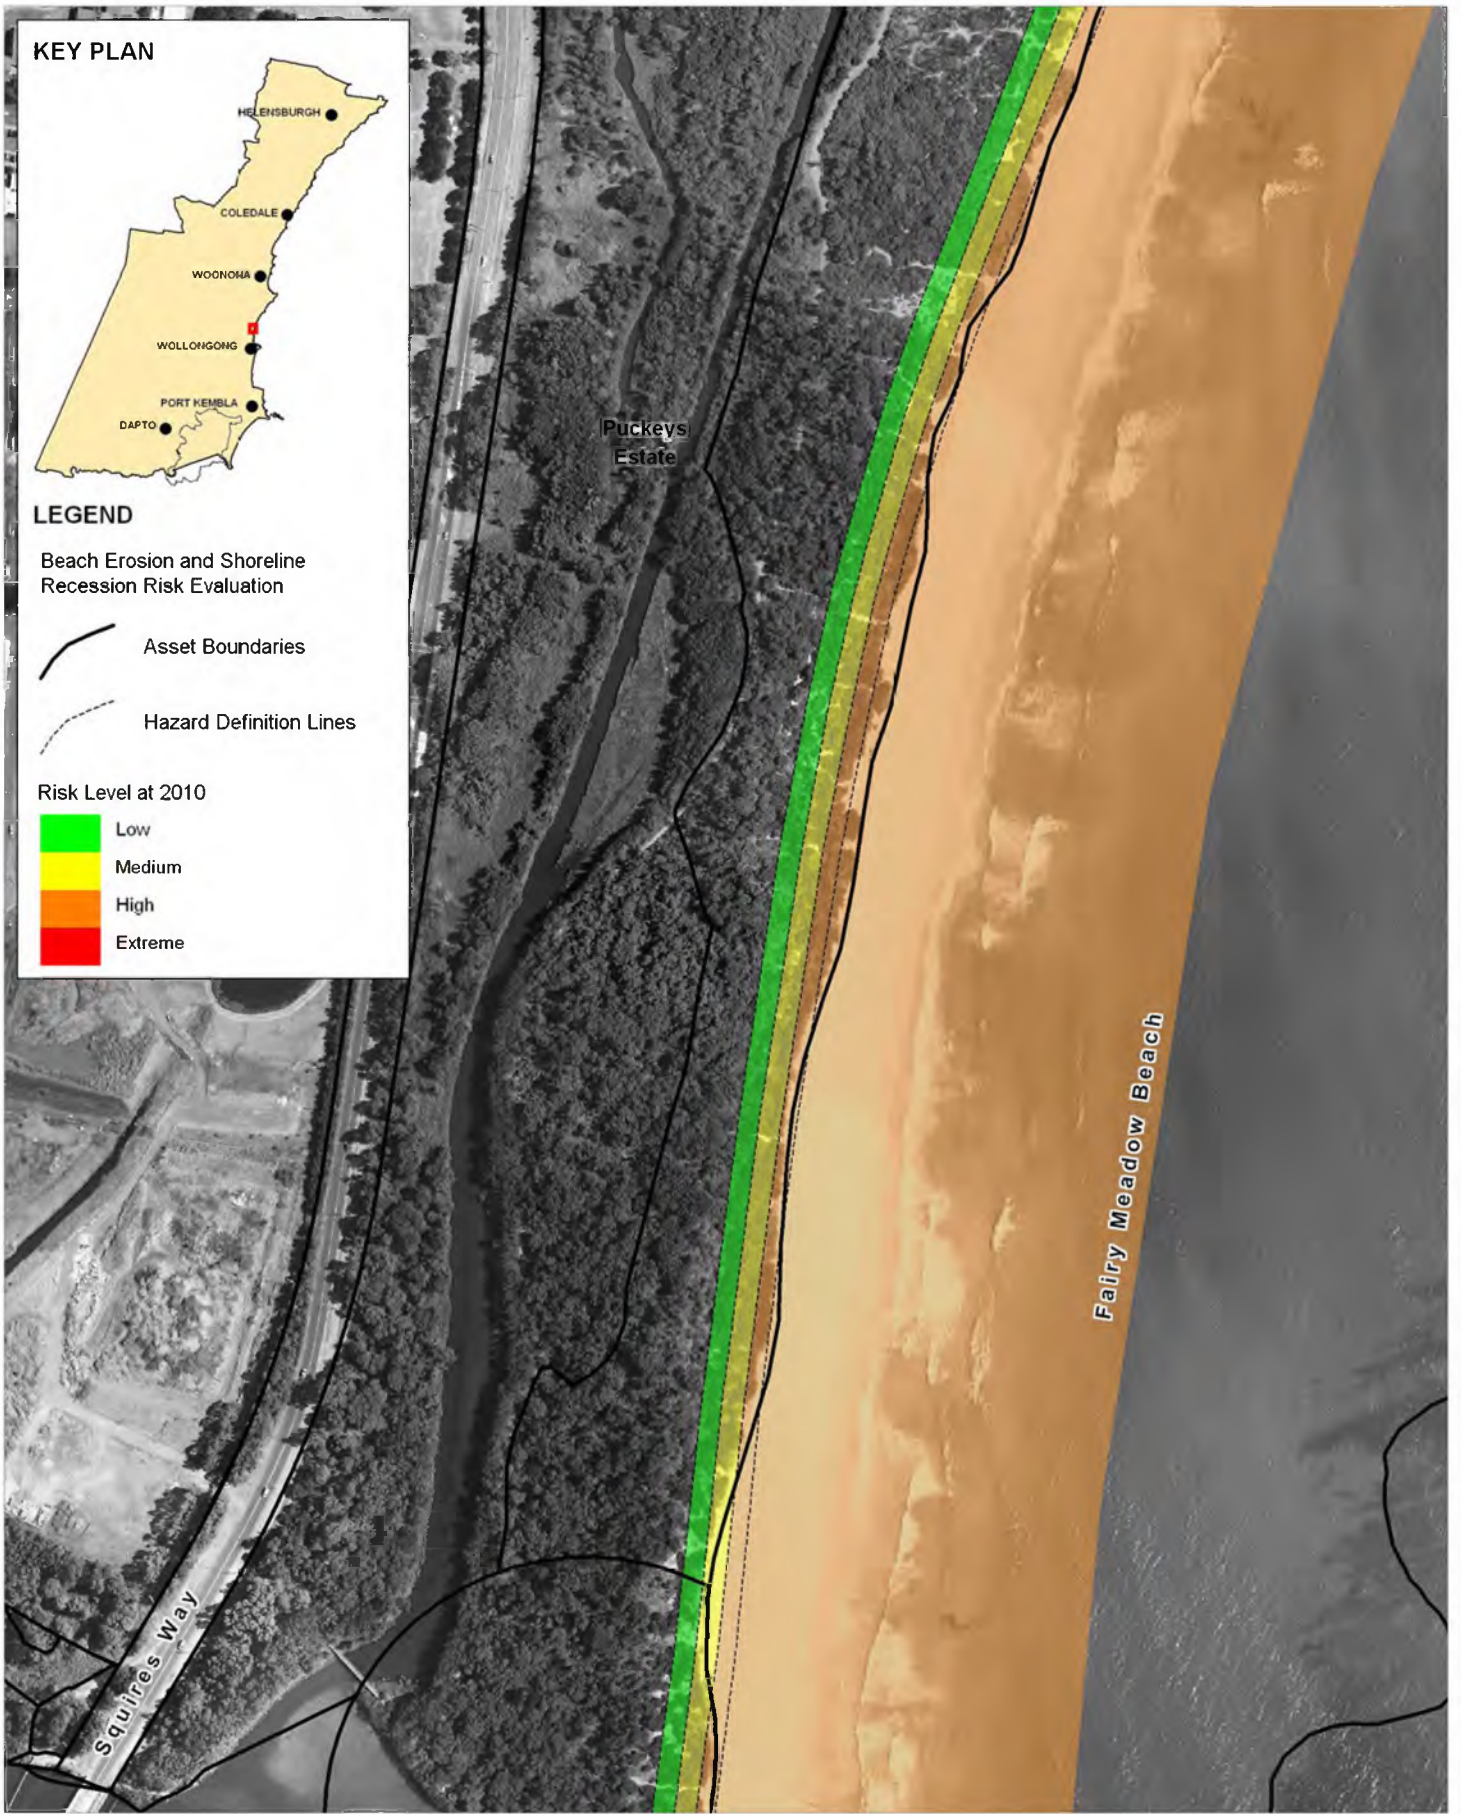 KEY PLAN
HELENSBURGH
COLEDALE
WOONONA
WOLLONGONG
PORT KEMBLA
DAPTO
LEGEND
Beach Erosion and Shoreline
Recession Risk Evaluation
Asset Boundaries
Hazard Definition Lines
Risk Level at 2010
Low
Medium
High
Extreme
Puckeys
Estate
Fairy Meadow Beach
Squires Way